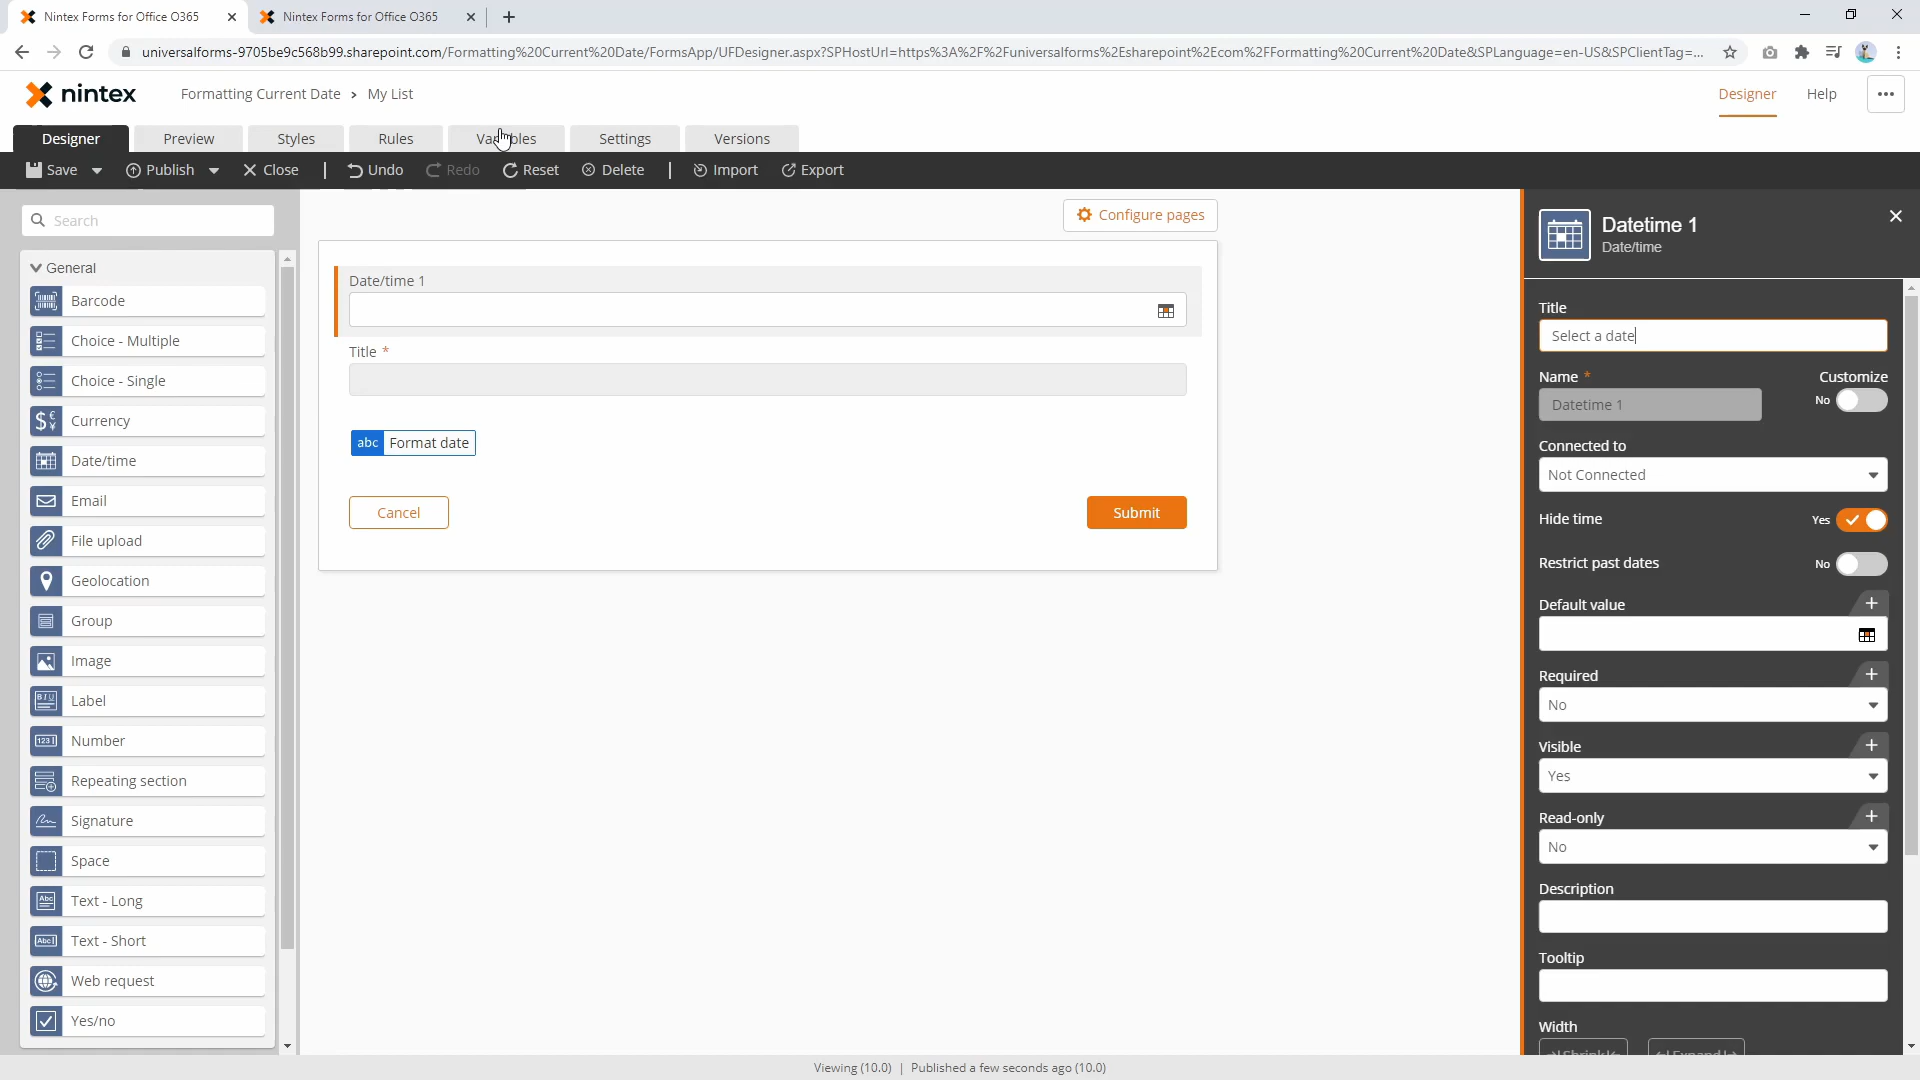 Nintex Forms for Office O365
Nintex Forms for Office O365
universalforms-9705be9c568b99.sharepoint.com/Formatting%20Current%20Date/FormsApp/UFDesigner.aspx?SPHostUrl=https%3A%2F%2Funiversalforms%2Esharepoint%2Ecom%2FFormatting%20Current%20Date&SPLanguage=en-US&SPClientTag=...
nintex
Formatting Current Date > My List
Designer
Help
Designer
Preview
Styles
Rules
Variables
Settings
Versions
Save
Publish
Close
Undo
Redo
Reset
Delete
Import
Export
Search
General
Barcode
Choice - Multiple
Choice - Single
Currency
Date/time
Email
File upload
Geolocation
Group
Image
Label
Number
Repeating section
Signature
Space
Text - Long
Text - Short
Web request
Yes/no
Configure pages
Date/time 1
Title *
abc Format date
Cancel
Submit
Datetime 1
Date/time
Title
Select a date
Name *
Customize
Datetime 1
No
Connected to
Not Connected
Hide time
Yes
Restrict past dates
No
Default value
Required
No
Visible
Yes
Read-only
No
Description
Tooltip
Width
Shrink
Expand
Viewing (10.0) | Published a few seconds ago (10.0)